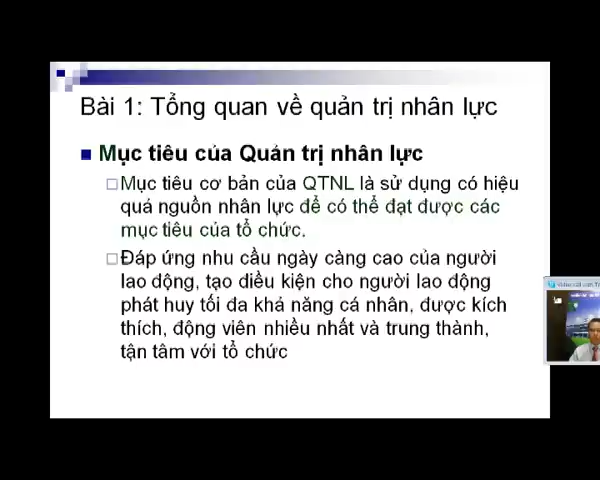 Bài 1: Tổng quan về quản trị nhân lực
Mục tiêu của Quản trị nhân lực
Mục tiêu cơ bản của QTNL là sử dụng có hiệu
quả nguồn nhân lực để có thể đạt được các
mục tiêu của tổ chức.
Đáp ứng nhu cầu ngày càng cao của người
lao động, tạo điều kiện cho người lao động
phát huy tối đa khả năng cá nhân, được kích
thích, động viên nhiều nhất và trung thành,
tận tâm với tổ chức